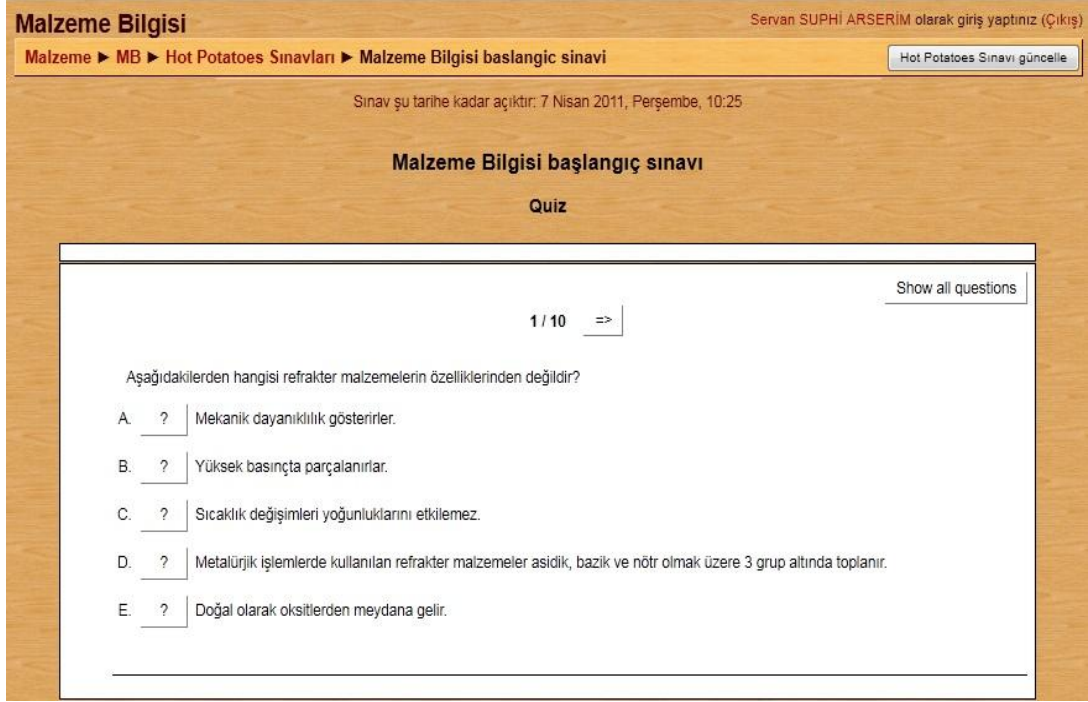 Malzeme Bilgisi
Servan SUPHİ ARSERİM olarak giriş yaptınız (Çıkış)
Malzeme ► MB ► Hot Potatoes Sınavları ► Malzeme Bilgisi baslangic sinavi
Hot Potatoes Sınavı güncelle
Sınav şu tarihe kadar açıktır: 7 Nisan 2011, Perşembe, 10:25
Malzeme Bilgisi başlangıç sınavı
Quiz
Show all questions
1 / 10 =>
Aşağıdakilerden hangisi refrakter malzemelerin özelliklerinden değildir?
A. ? Mekanik dayanıklılık gösterirler.
B. ? Yüksek basınçta parçalanırlar.
C. ? Sıcaklık değişimleri yoğunluklarını etkilemez.
D. ? Metalürjik işlemlerde kullanılan refrakter malzemeler asidik, bazik ve nötr olmak üzere 3 grup altında toplanır.
E. ? Doğal olarak oksitlerden meydana gelir.